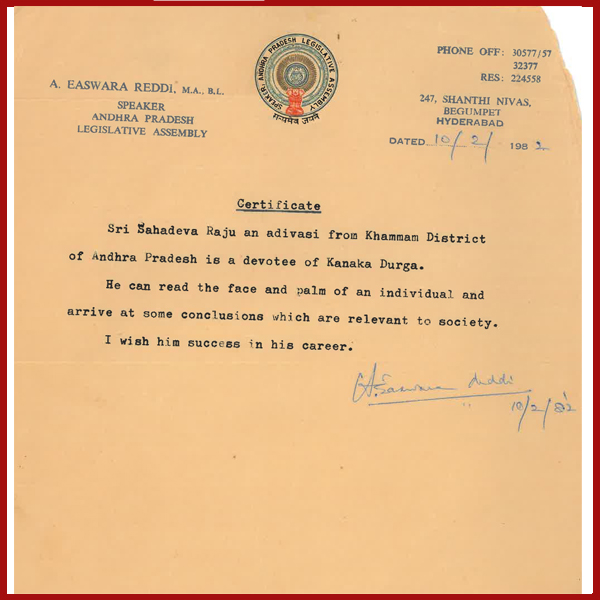 A. EASWARA REDDI, M.A., B.L.
SPEAKER
ANDHRA PRADESH
LEGISLATIVE ASSEMBLY
SPEAKER: ANDHRA PRADESH LEGISLATIVE ASSEMBLY
सत्यमेव जयते
PHONE OFF: 30577/57
32377
RES: 224558
247, SHANTHI NIVAS,
BEGUMPET
HYDERABAD
DATED 10/2/ 1982
Certificate
Sri Sahadeva Raju an adivasi from Khammam District
of Andhra Pradesh is a devotee of Kanaka Durga.
He can read the face and palm of an individual and
arrive at some conclusions which are relevant to society.
I wish him success in his career.
A. Easwara Reddi
10/2/82